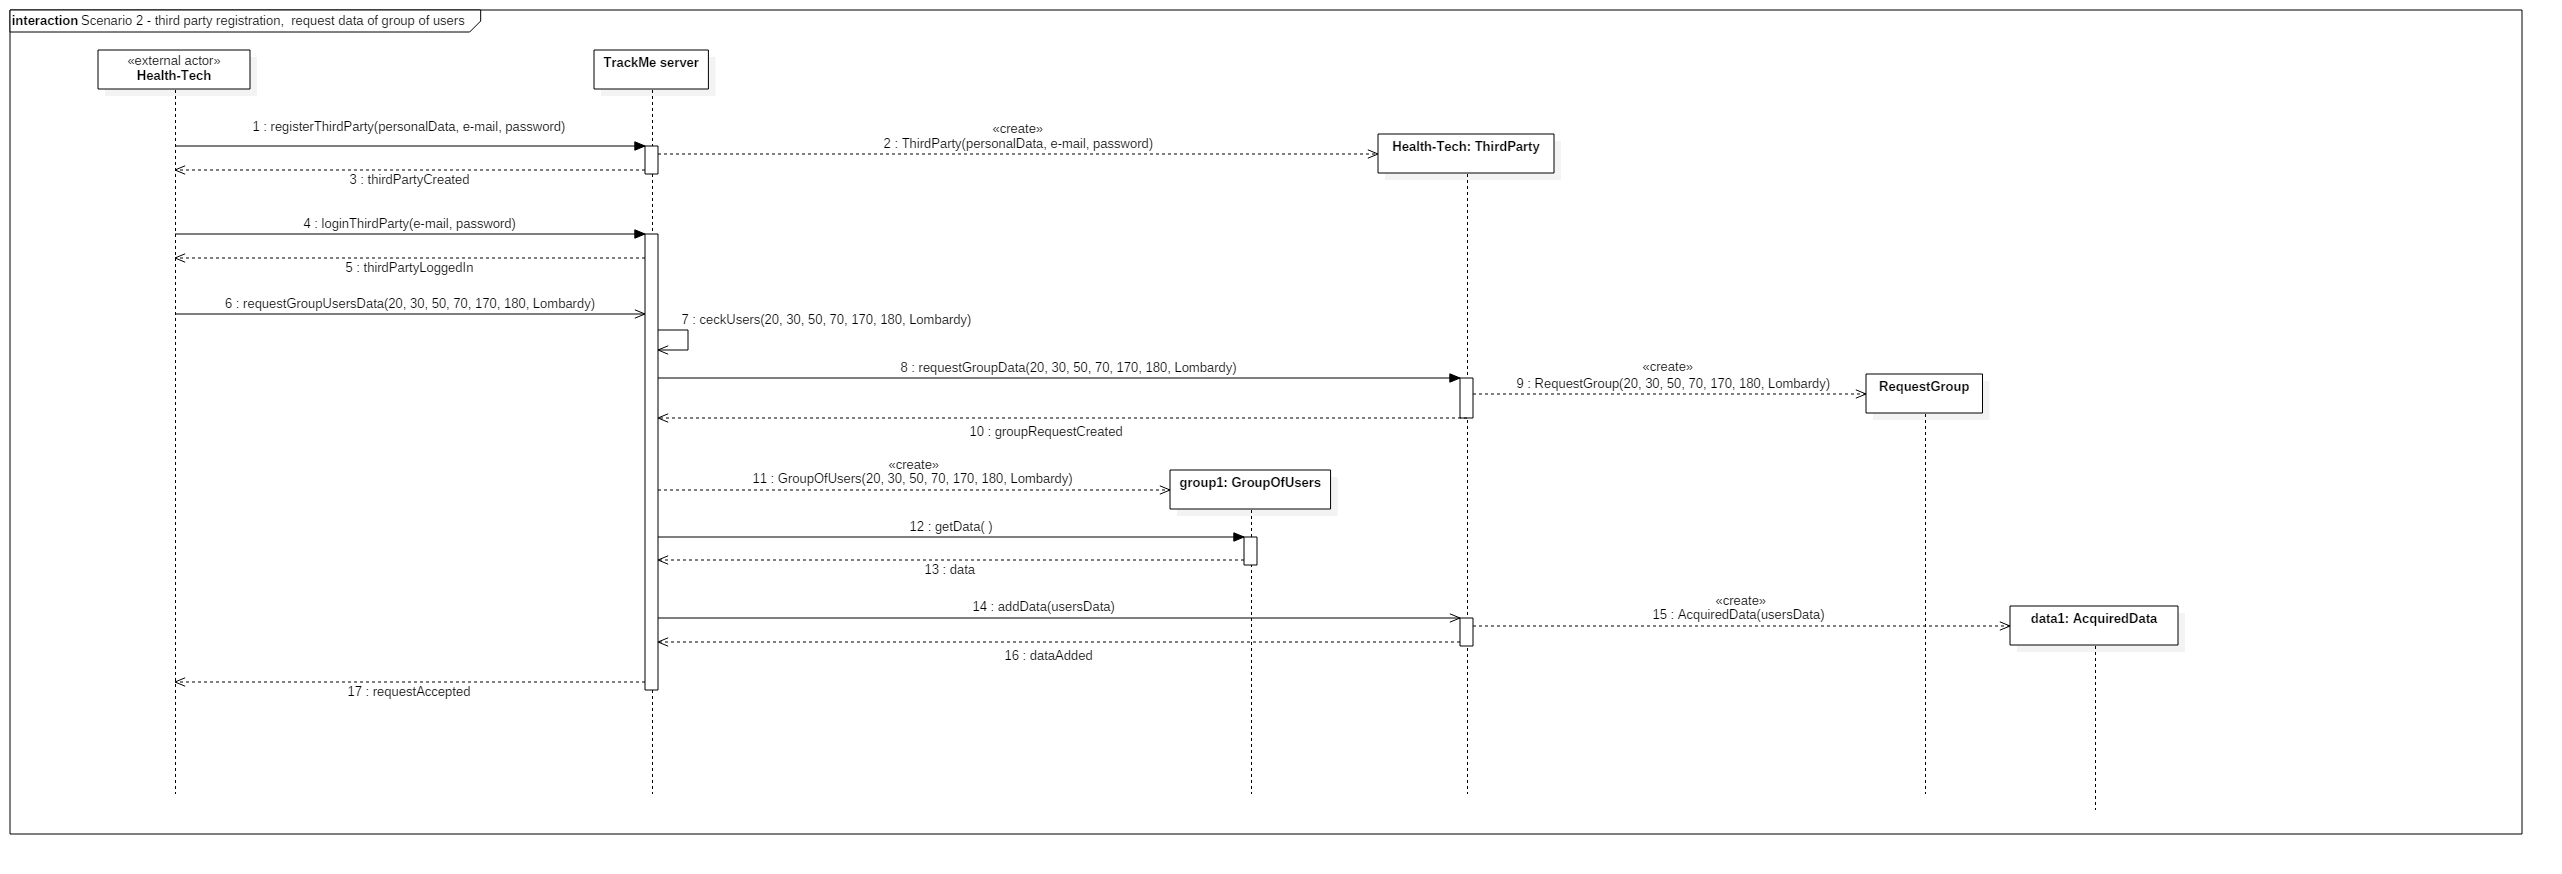 interaction Scenario 2 - third party registration,  request data of group of users
«external actor»
Health-Tech
TrackMe server
1 : registerThirdParty(personalData, e-mail, password)
«create»
2 : ThirdParty(personalData, e-mail, password)
Health-Tech: ThirdParty
3 : thirdPartyCreated
4 : loginThirdParty(e-mail, password)
5 : thirdPartyLoggedIn
6 : requestGroupUsersData(20, 30, 50, 70, 170, 180, Lombardy)
7 : ceckUsers(20, 30, 50, 70, 170, 180, Lombardy)
8 : requestGroupData(20, 30, 50, 70, 170, 180, Lombardy)
«create»
9 : RequestGroup(20, 30, 50, 70, 170, 180, Lombardy)
RequestGroup
10 : groupRequestCreated
«create»
11 : GroupOfUsers(20, 30, 50, 70, 170, 180, Lombardy)
group1: GroupOfUsers
12 : getData( )
13 : data
14 : addData(usersData)
«create»
15 : AcquiredData(usersData)
data1: AcquiredData
16 : dataAdded
17 : requestAccepted